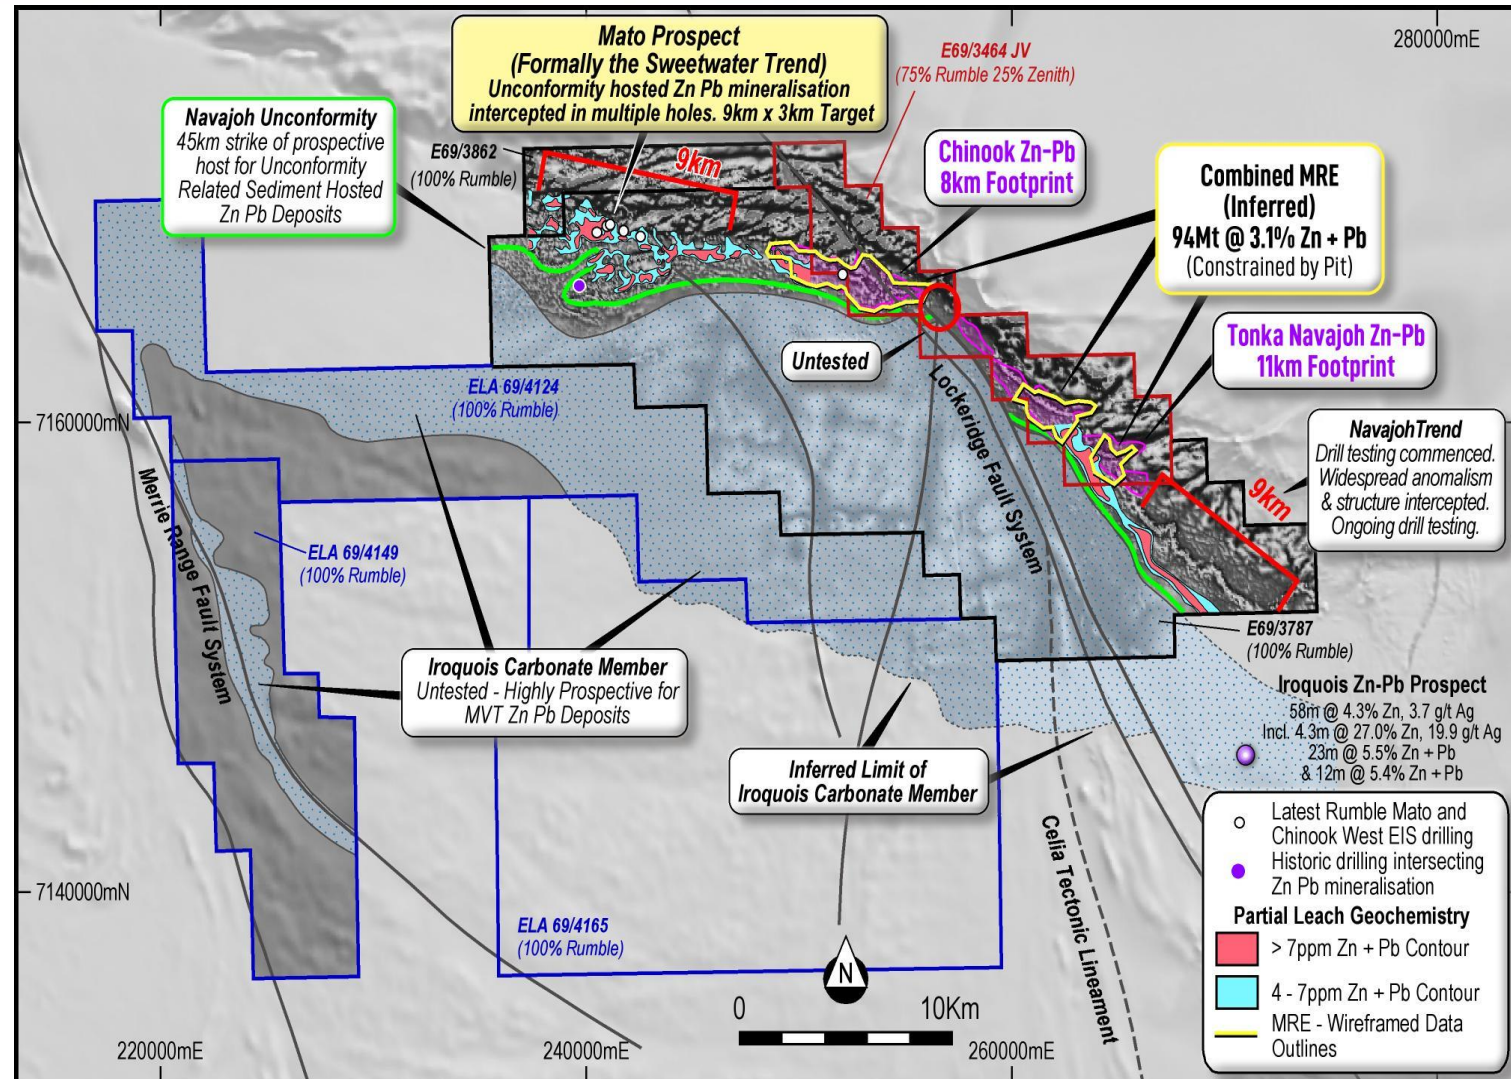 280000mE
Mato Prospect
(Formally the Sweetwater Trend)
Unconformity hosted Zn Pb mineralisation
intercepted in multiple holes. 9km x 3km Target
E69/3464 JV
(75% Rumble 25% Zenith)
Navajoh Unconformity
45km strike of prospective
host for Unconformity
Related Sediment Hosted
Zn Pb Deposits
E69/3862
(100% Rumble)
9km
Chinook Zn-Pb
8km Footprint
Combined MRE
(Inferred)
94Mt @ 3.1% Zn + Pb
(Constrained by Pit)
Tonka Navajoh Zn-Pb
11km Footprint
Untested
ELA 69/4124
(100% Rumble)
7160000mN
Lockeridge Fault System
NavajohTrend
Drill testing commenced.
Widespread anomalism
& structure intercepted.
Ongoing drill testing.
9km
Merrie Range Fault System
ELA 69/4149
(100% Rumble)
E69/3787
(100% Rumble)
Iroquois Carbonate Member
Untested - Highly Prospective for
MVT Zn Pb Deposits
Iroquois Zn-Pb Prospect
58m @ 4.3% Zn, 3.7 g/t Ag
Incl. 4.3m @ 27.0% Zn, 19.9 g/t Ag
23m @ 5.5% Zn + Pb
& 12m @ 5.4% Zn + Pb
Inferred Limit of
Iroquois Carbonate Member
Celia Tectonic Lineament
7140000mN
ELA 69/4165
(100% Rumble)
N
0 10Km
220000mE
240000mE
260000mE
Latest Rumble Mato and
Chinook West EIS drilling
Historic drilling intersecting
Zn Pb mineralisation
Partial Leach Geochemistry
> 7ppm Zn + Pb Contour
4 - 7ppm Zn + Pb Contour
MRE - Wireframed Data
Outlines